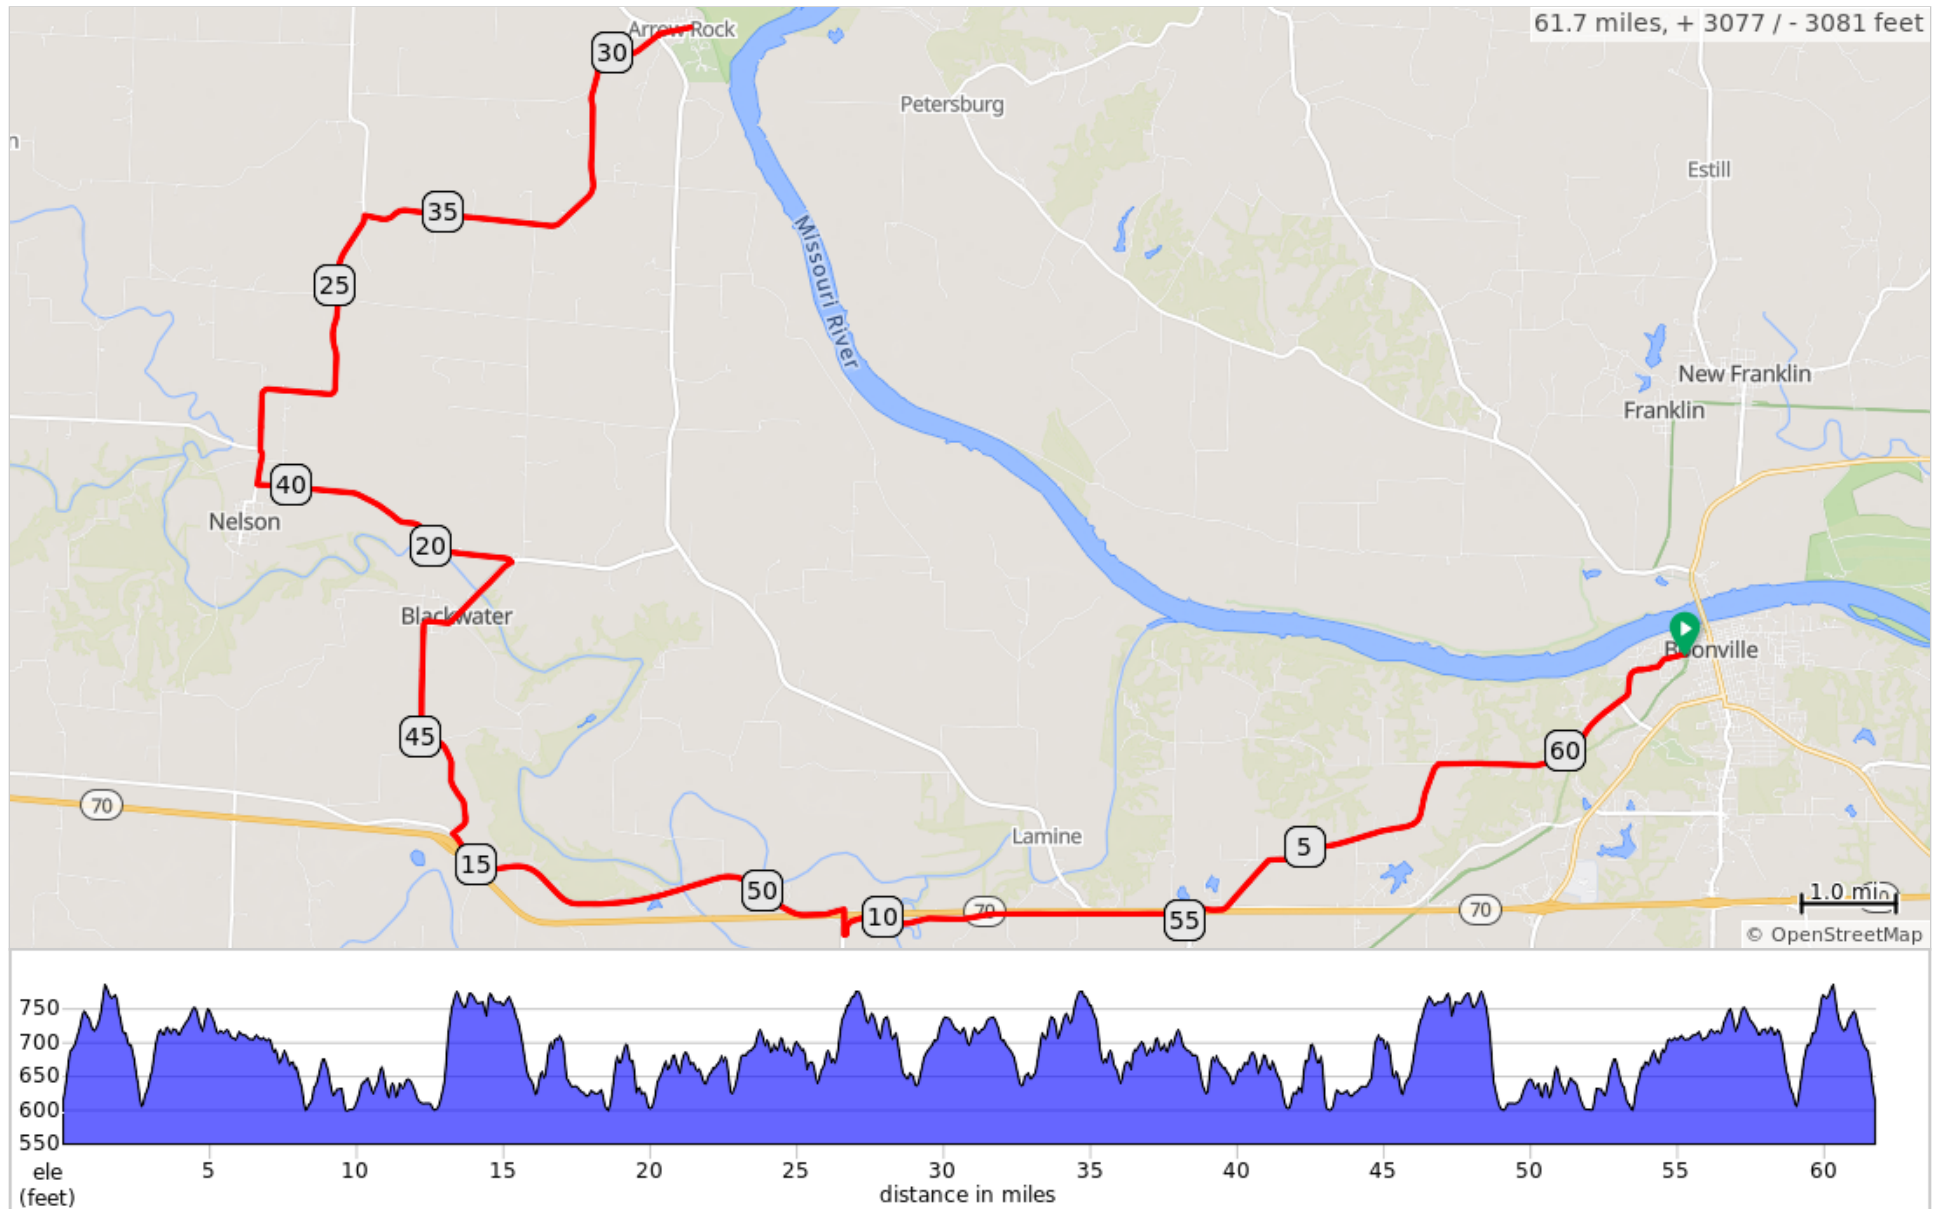 61.7 miles, + 3077 / - 3081 feet
Arrow Rock
30
Petersburg
n
Estill
35
Missouri River
25
New Franklin
Franklin
40
Nelson
20
Blackwater
Boonville
45
60
70
Lamine
5
15
50
10
70
55
70
1.0 mi
© OpenStreetMap
750
700
650
600
550
ele
(feet)
5 10 15 20 25 30 35 40 45 50 55 60
distance in miles